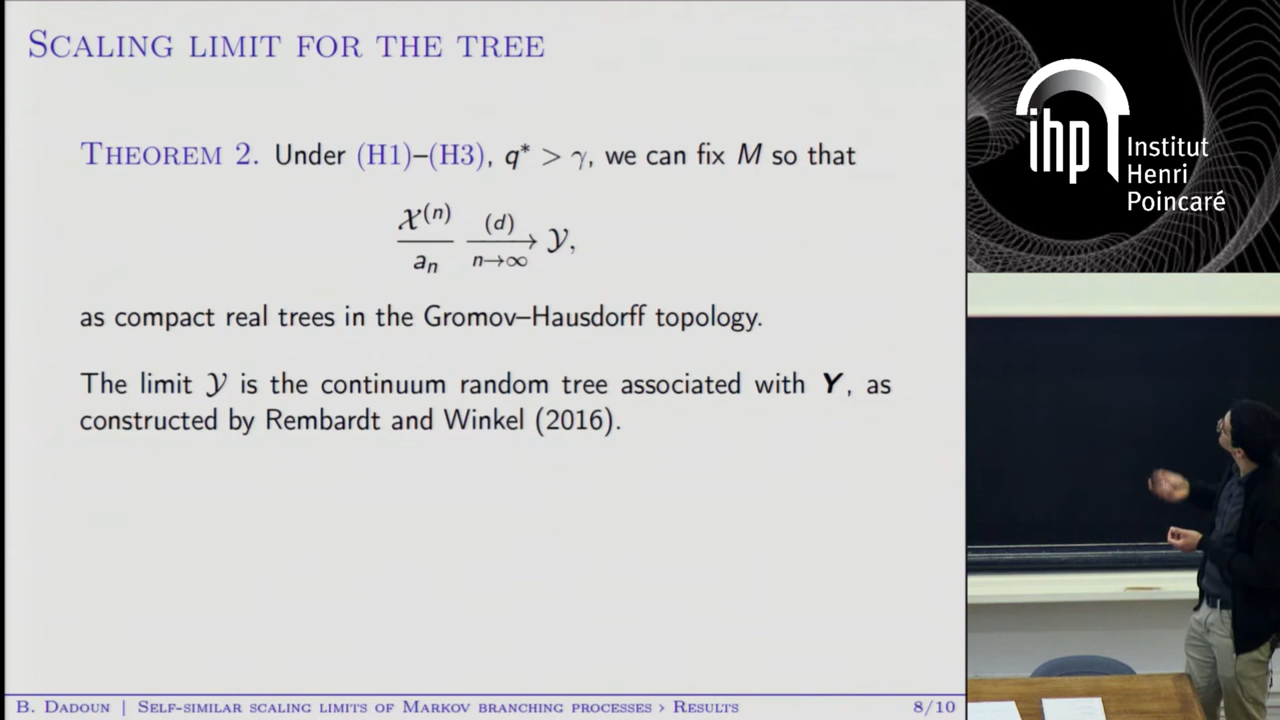 SCALING LIMIT FOR THE TREE
THEOREM 2. Under (H1)–(H3), q* > γ, we can fix M so that
𝒳⁽ⁿ⁾ / aₙ (d) ⟶ n→∞ 𝒴,
as compact real trees in the Gromov–Hausdorff topology.
The limit 𝒴 is the continuum random tree associated with Y, as
constructed by Rembardt and Winkel (2016).
B. DADOUN | SELF-SIMILAR SCALING LIMITS OF MARKOV BRANCHING PROCESSES › RESULTS 8/10
ihp
Institut
Henri
Poincaré